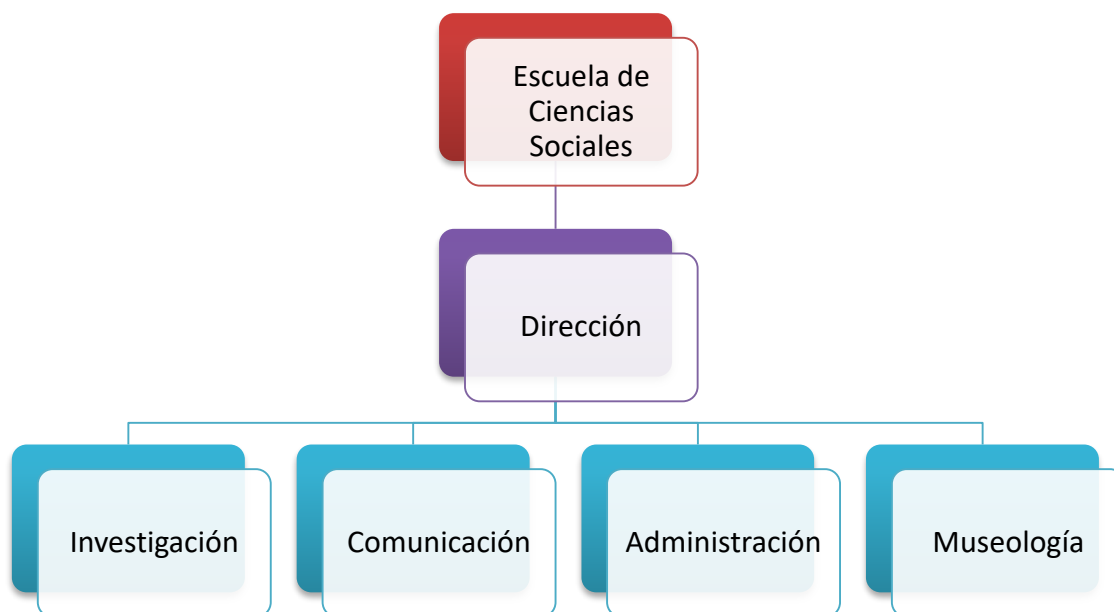 Escuela de
Ciencias
Sociales
Dirección
Investigación
Comunicación
Administración
Museología